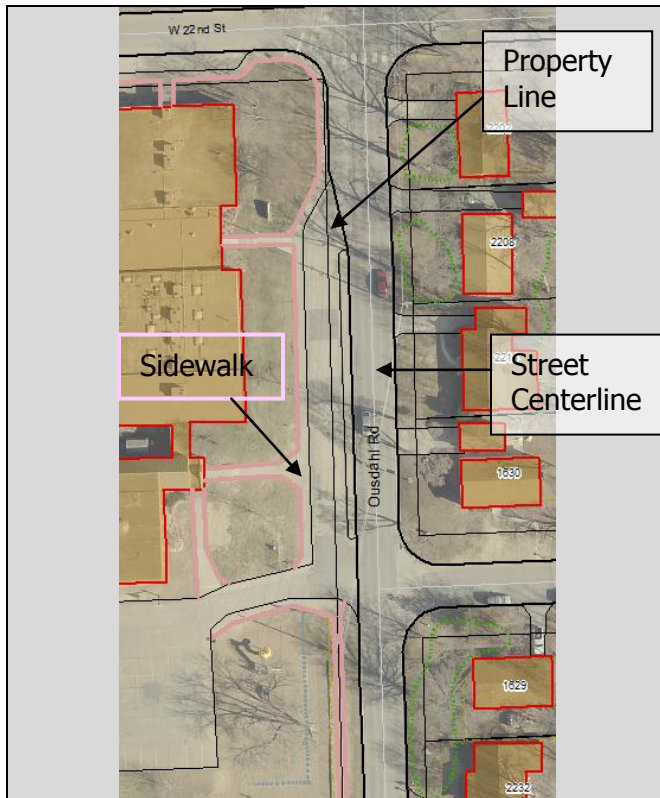 W 22nd St
Property
Line
2202
2208
Sidewalk
Street
Centerline
Ousdahl Rd
1630
1629
2232